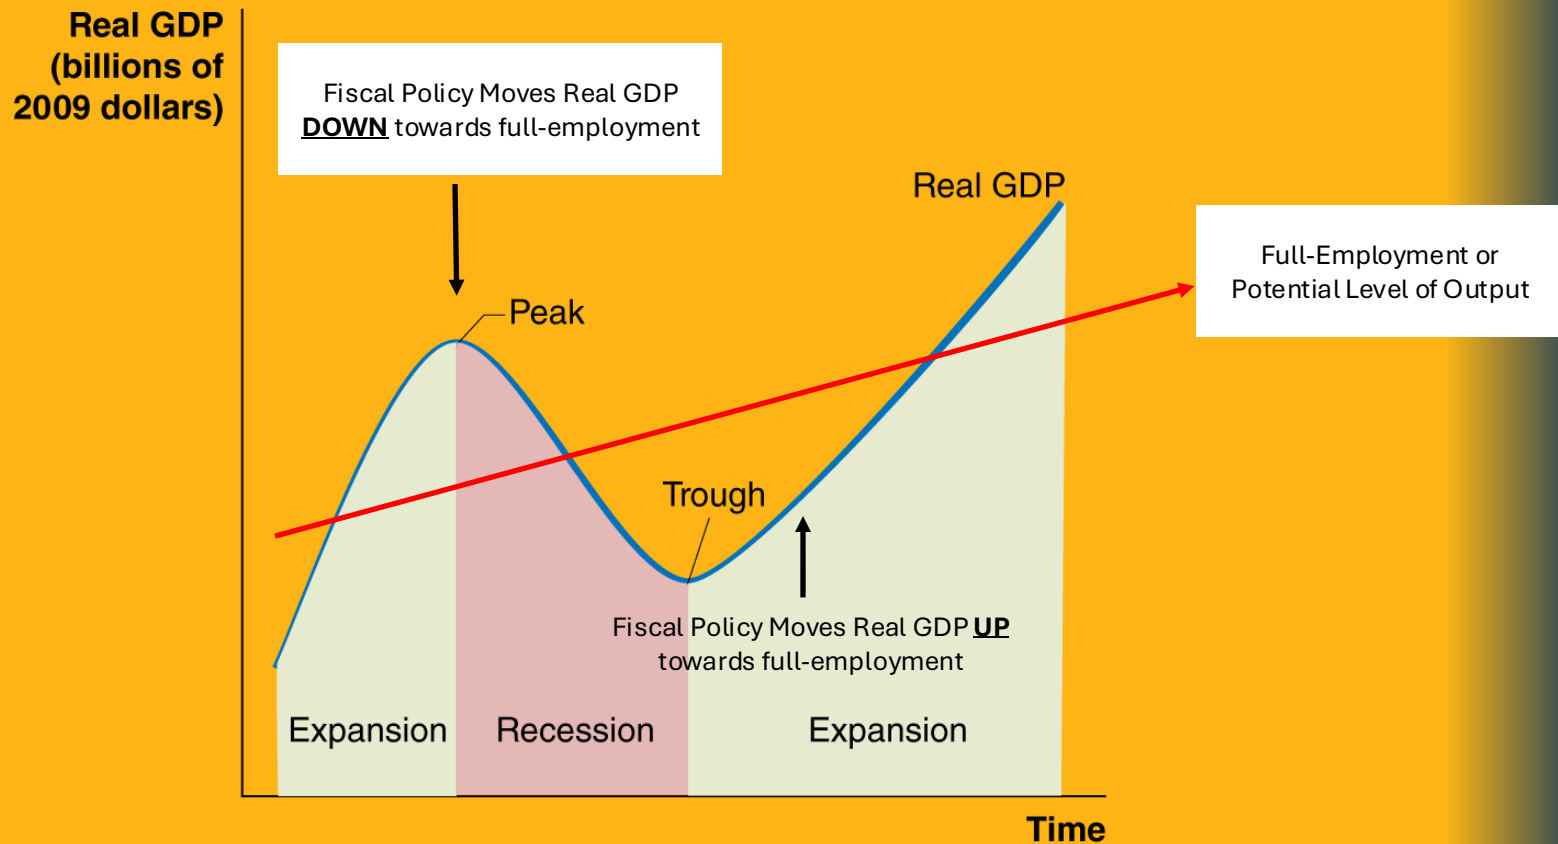 Real GDP
(billions of
2009 dollars)
Fiscal Policy Moves Real GDP
DOWN towards full-employment
Real GDP
Full-Employment or
Potential Level of Output
Peak
Trough
Fiscal Policy Moves Real GDP UP
towards full-employment
Expansion
Recession
Expansion
Time